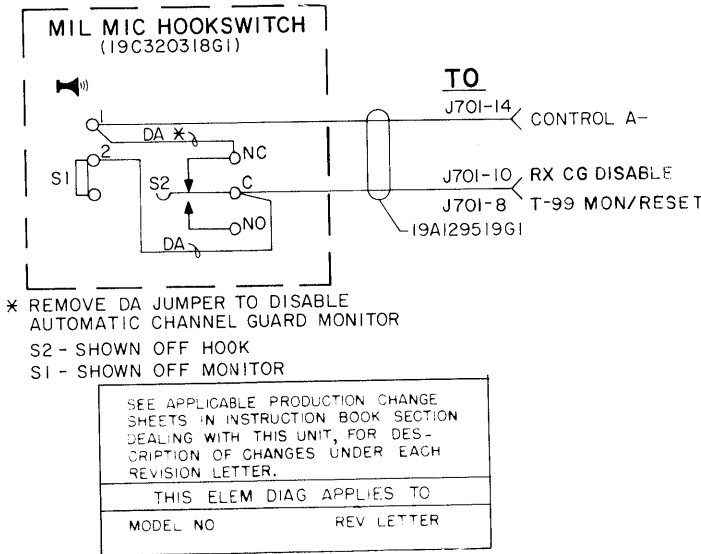 MIL MIC HOOKSWITCH
(19C320318G1)
TO
1
J701-14
CONTROL A-
DA *
2
NC
S1
S2
C
J701-10
RX CG DISABLE
J701-8
T-99 MON/RESET
NO
19A129519G1
DA
* REMOVE DA JUMPER TO DISABLE
AUTOMATIC CHANNEL GUARD MONITOR
S2 - SHOWN OFF HOOK
S1 - SHOWN OFF MONITOR
SEE APPLICABLE PRODUCTION CHANGE
SHEETS IN INSTRUCTION BOOK SECTION
DEALING WITH THIS UNIT, FOR DES-
CRIPTION OF CHANGES UNDER EACH
REVISION LETTER.
THIS ELEM DIAG APPLIES TO
MODEL NO REV LETTER